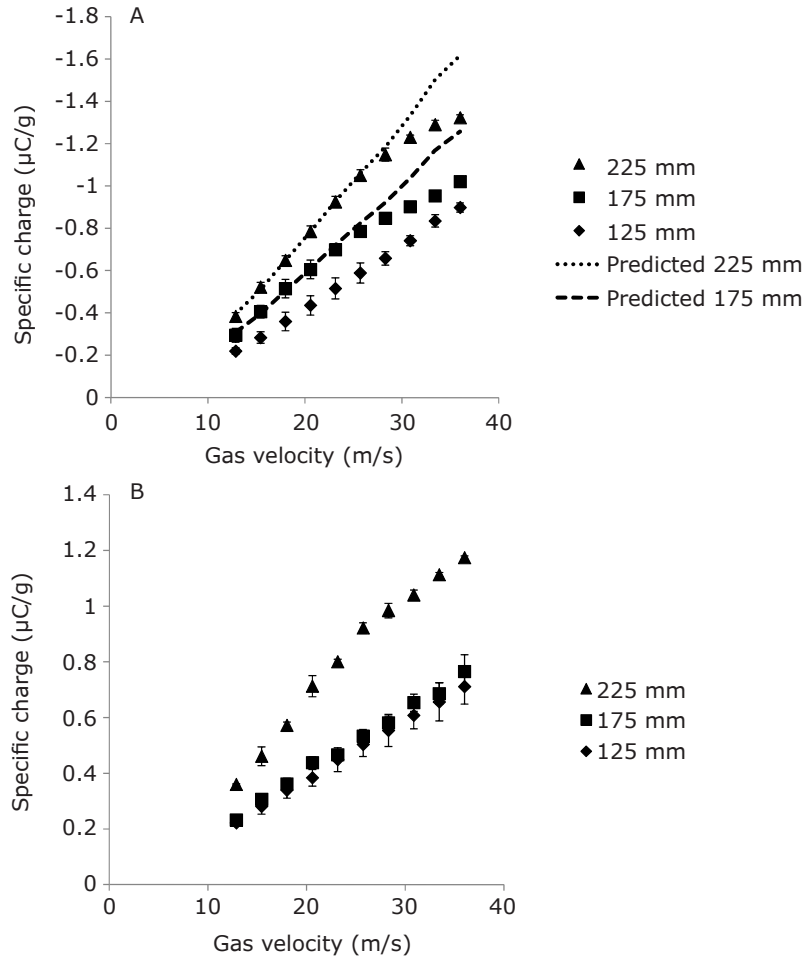 A
-1.8
-1.6
-1.4
-1.2
-1
-0.8
-0.6
-0.4
-0.2
0
Specific charge (µC/g)
0 10 20 30 40
Gas velocity (m/s)
225 mm
175 mm
125 mm
Predicted 225 mm
Predicted 175 mm
B
1.4
1.2
1
0.8
0.6
0.4
0.2
0
Specific charge (µC/g)
0 10 20 30 40
Gas velocity (m/s)
225 mm
175 mm
125 mm